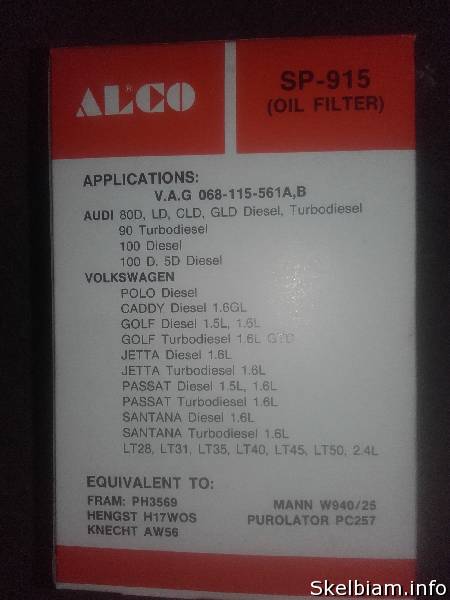 ALCO
SP-915
(OIL FILTER)
APPLICATIONS:
V.A.G 068-115-561A,B
AUDI 80D, LD, CLD, GLD Diesel, Turbodiesel
90 Turbodiesel
100 Diesel
100 D. 5D Diesel
VOLKSWAGEN
POLO Diesel
CADDY Diesel 1.6GL
GOLF Diesel 1.5L, 1.6L
GOLF Turbodiesel 1.6L GTD
JETTA Diesel 1.6L
JETTA Turbodiesel 1.6L
PASSAT Diesel 1.5L, 1.6L
PASSAT Turbodiesel 1.6L
SANTANA Diesel 1.6L
SANTANA Turbodiesel 1.6L
LT28, LT31, LT35, LT40, LT45, LT50, 2.4L
EQUIVALENT TO:
FRAM: PH3569
HENGST H17WOS
KNECHT AW56
MANN W940/25
PUROLATOR PC257
Skelbiam.info